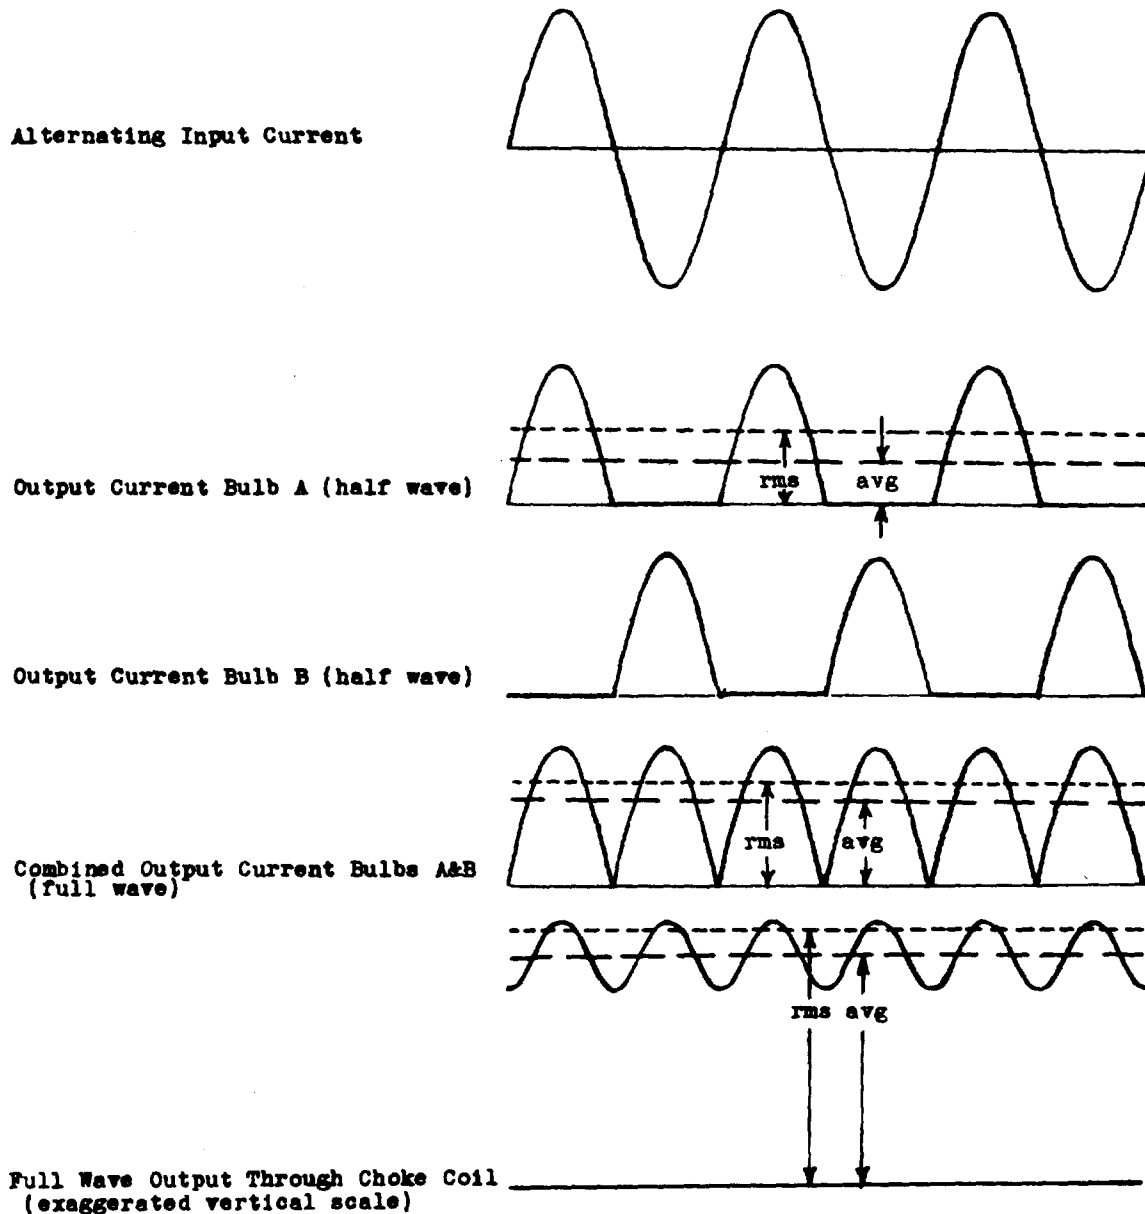 Alternating Input Current
Output Current Bulb A (half wave)
rms
avg
Output Current Bulb B (half wave)
Combined Output Current Bulbs A&B
(full wave)
rms
avg
rms avg
Full Wave Output Through Choke Coil
(exaggerated vertical scale)